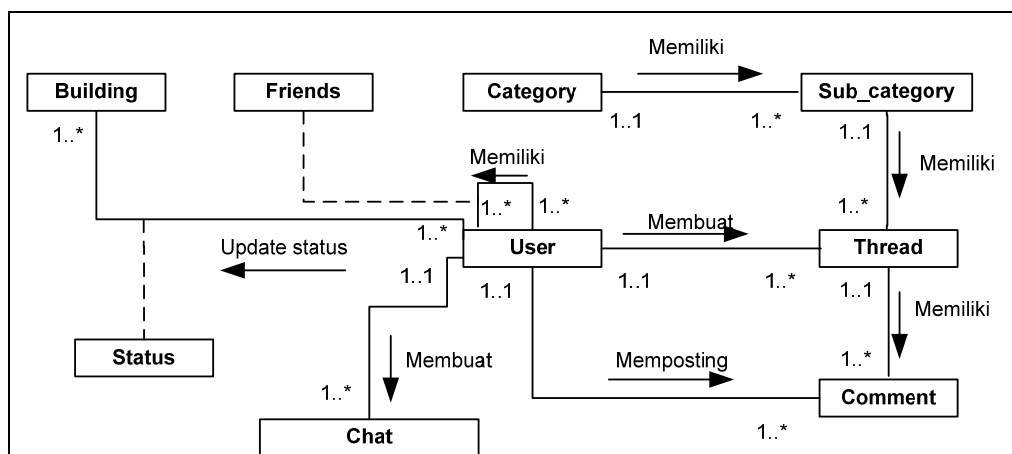 Memiliki
Building
Friends
Category
Sub_category
1..*
1..1
1..*
1..1
Memiliki
Memiliki
1..*
1..*
1..*
1..*
Membuat
User
Thread
Update status
1..1
1..1
1..1
1..*
1..1
Memiliki
Status
Membuat
Memposting
1..*
1..*
Comment
Chat
1..*